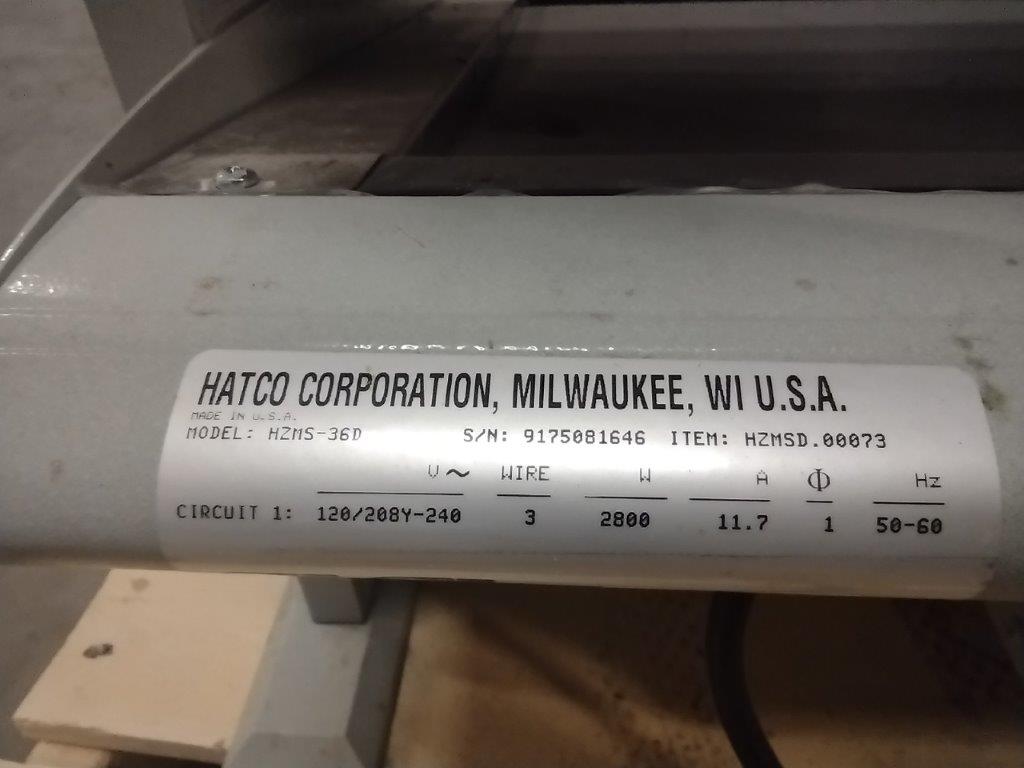 HATCO CORPORATION, MILWAUKEE, WI U.S.A.
MADE IN U.S.A.
MODEL: HZMS-36D S/N: 9175081646 ITEM: HZMSD.00073
V~ WIRE W A Φ Hz
CIRCUIT 1: 120/208Y-240 3 2800 11.7 1 50-60